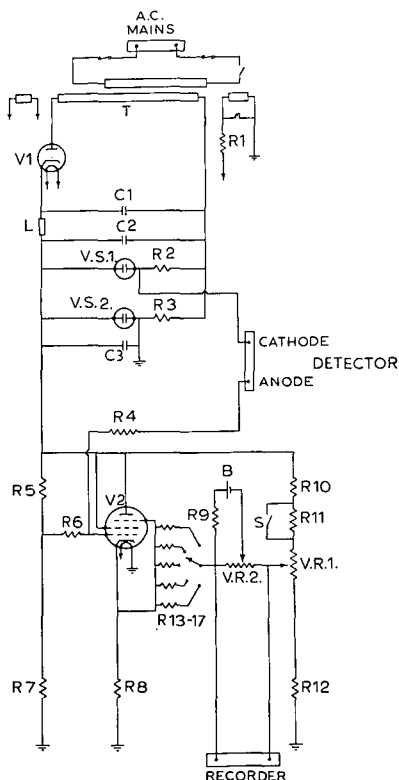 A.C.
MAINS
T
R1
V1
C1
L
C2
V.S.1.
R2
V.S.2.
R3
C3
CATHODE
DETECTOR
ANODE
R4
R5
V2
B
R10
R6
R9
S
R11
V.R.2.
V.R.1.
R13-17
R7
R8
R12
RECORDER